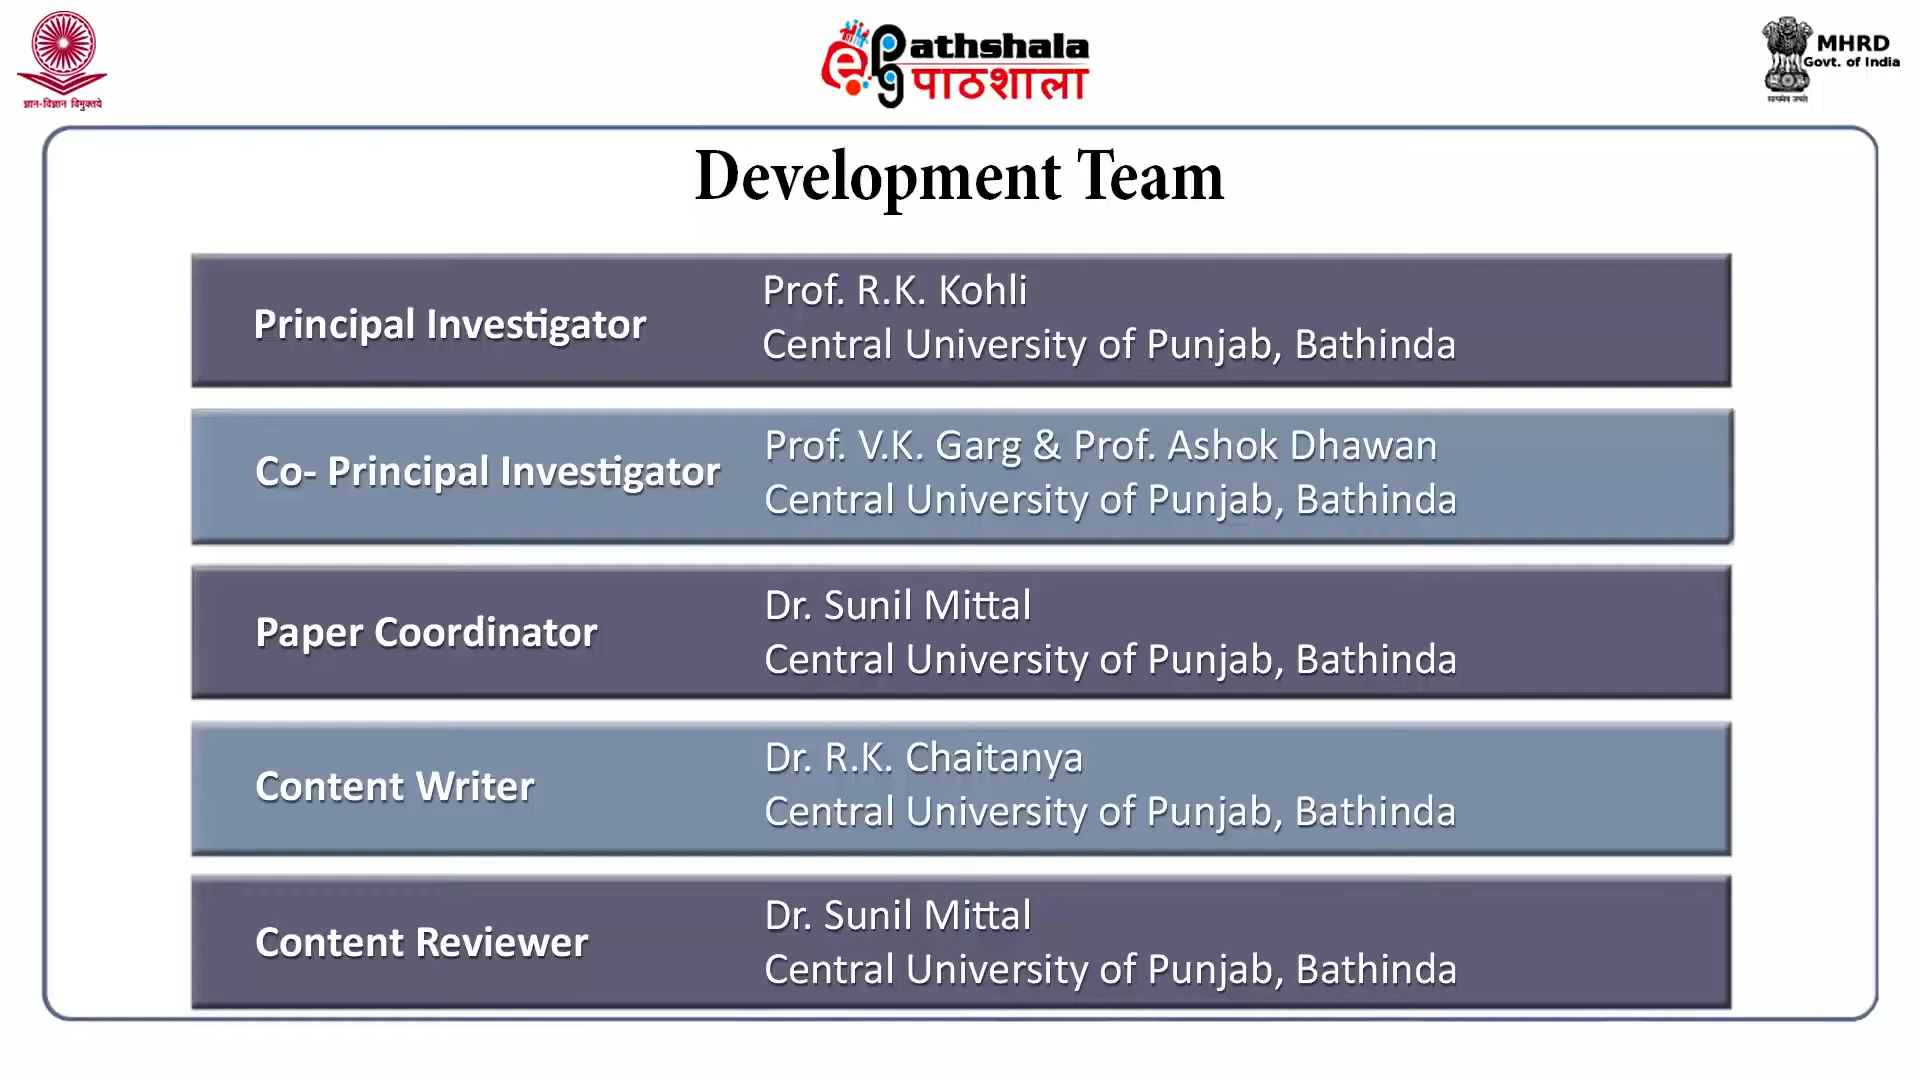 ज्ञान-विज्ञान विमुक्तये
e Pathshala
पाठशाला
MHRD
Govt. of India
सत्यमेव जयते
Development Team
Principal Investigator
Prof. R.K. Kohli
Central University of Punjab, Bathinda
Co- Principal Investigator
Prof. V.K. Garg & Prof. Ashok Dhawan
Central University of Punjab, Bathinda
Paper Coordinator
Dr. Sunil Mittal
Central University of Punjab, Bathinda
Content Writer
Dr. R.K. Chaitanya
Central University of Punjab, Bathinda
Content Reviewer
Dr. Sunil Mittal
Central University of Punjab, Bathinda